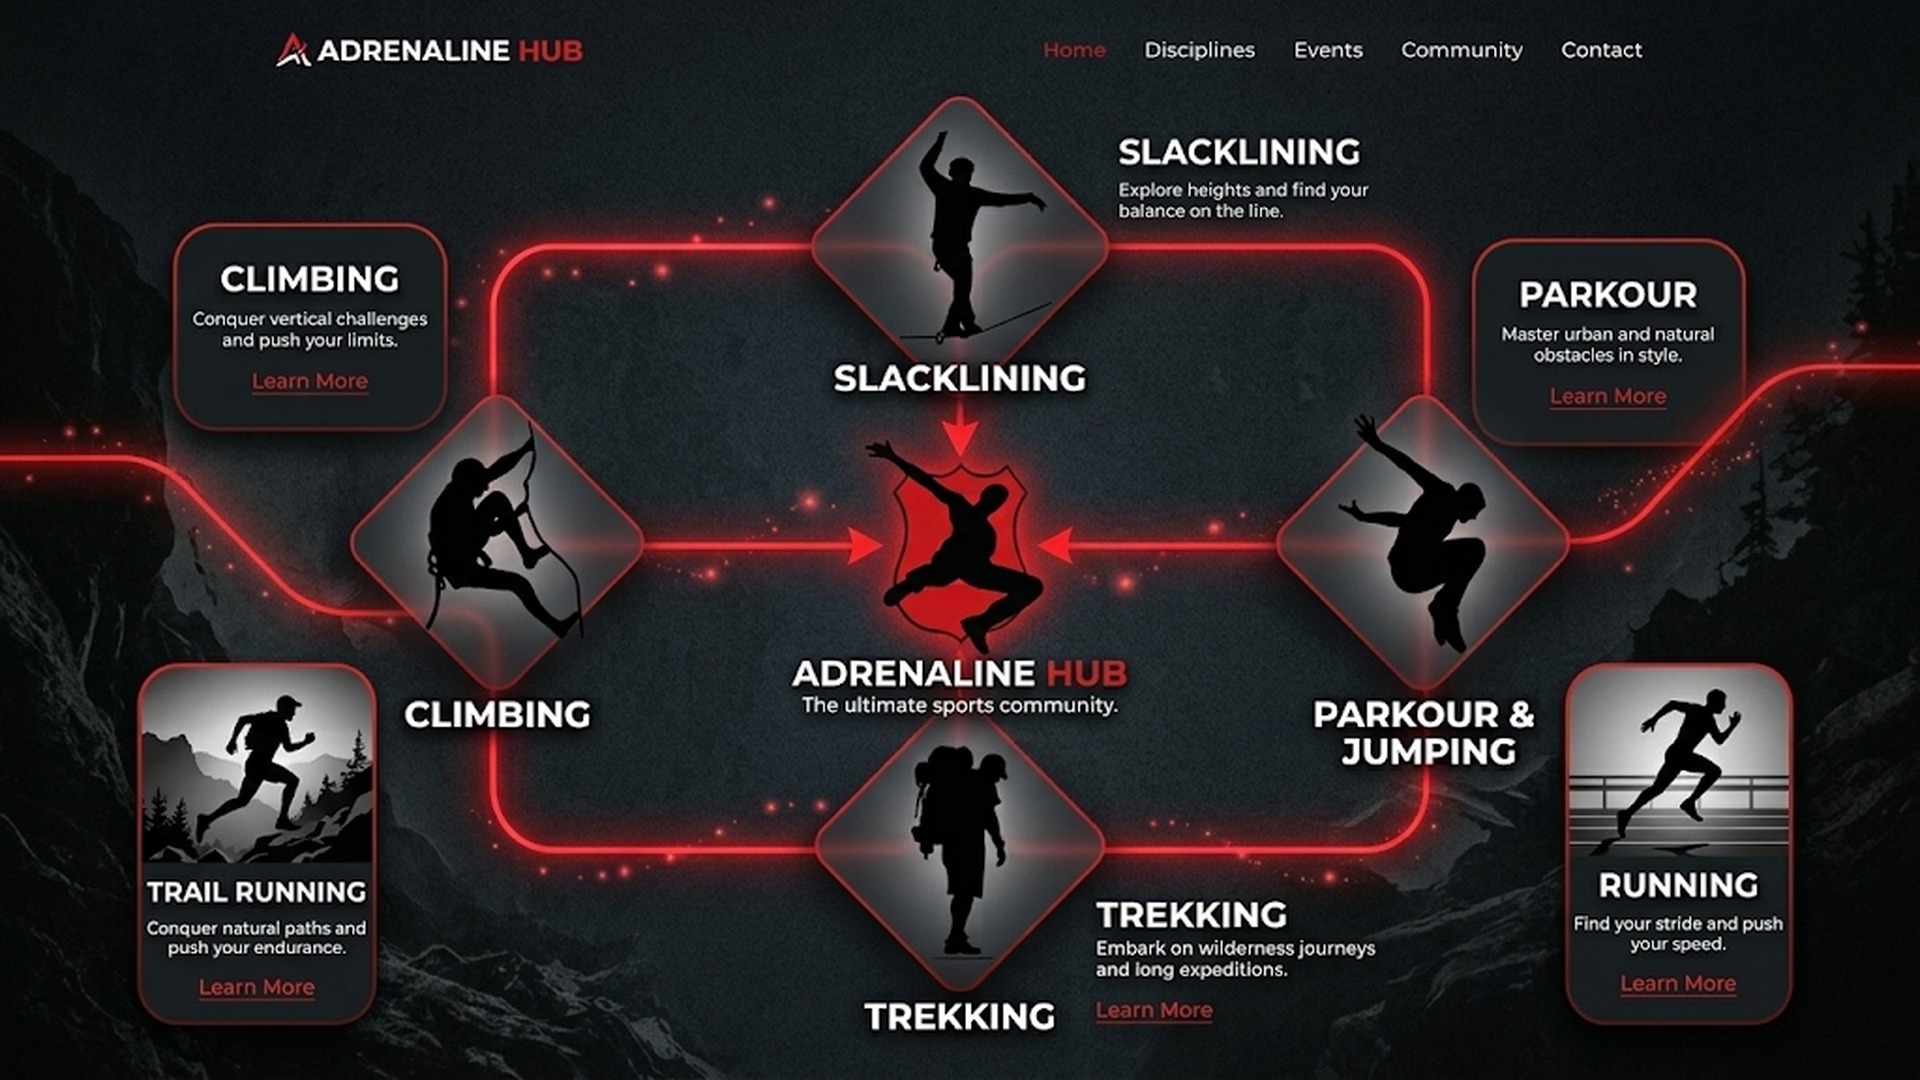 ADRENALINE HUB
Home Disciplines Events Community Contact
SLACKLINING
Explore heights and find your
balance on the line.
CLIMBING
Conquer vertical challenges
and push your limits.
Learn More
PARKOUR
Master urban and natural
obstacles in style.
Learn More
SLACKLINING
ADRENALINE HUB
The ultimate sports community.
CLIMBING
PARKOUR &
JUMPING
TRAIL RUNNING
Conquer natural paths and
push your endurance.
Learn More
TREKKING
Embark on wilderness journeys
and long expeditions.
Learn More
TREKKING
RUNNING
Find your stride and push
your speed.
Learn More